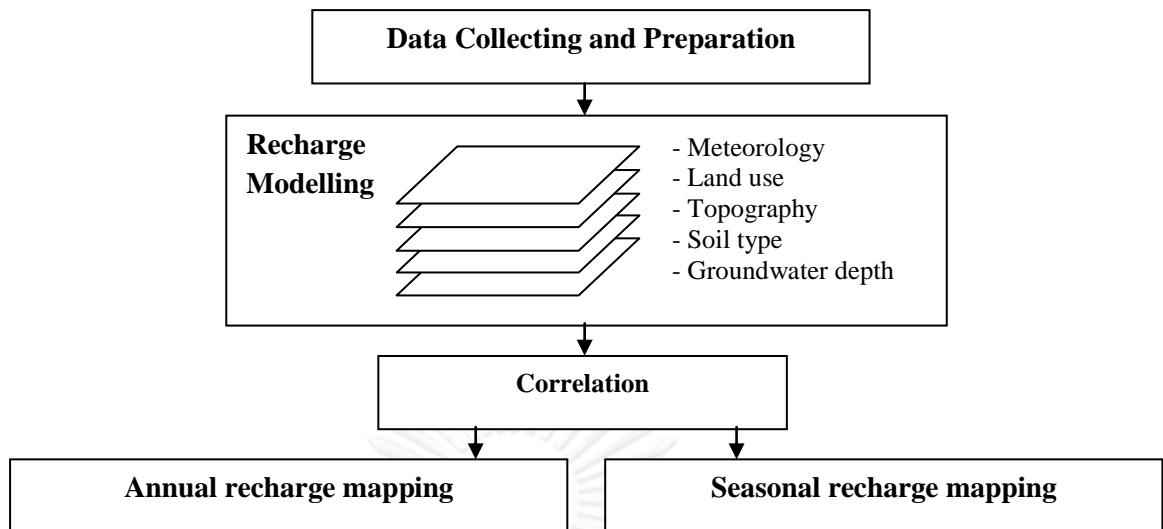 Data Collecting and Preparation
Recharge
Modelling
- Meteorology
- Land use
- Topography
- Soil type
- Groundwater depth
Correlation
Annual recharge mapping
Seasonal recharge mapping